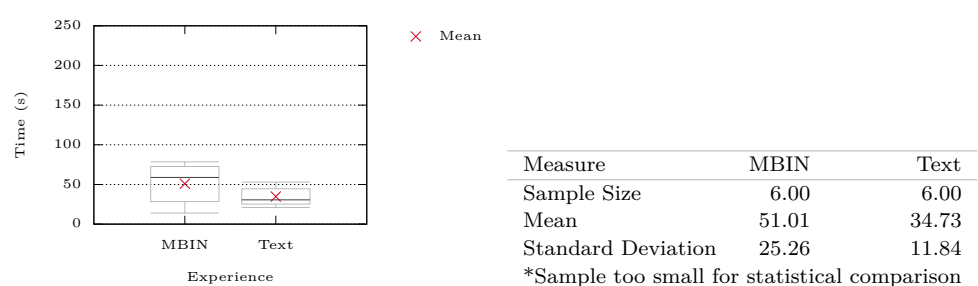 250
200
150
100
50
0
Time (s)
MBIN Text
Experience
Mean
Measure MBIN Text
Sample Size 6.00 6.00
Mean 51.01 34.73
Standard Deviation 25.26 11.84
*Sample too small for statistical comparison